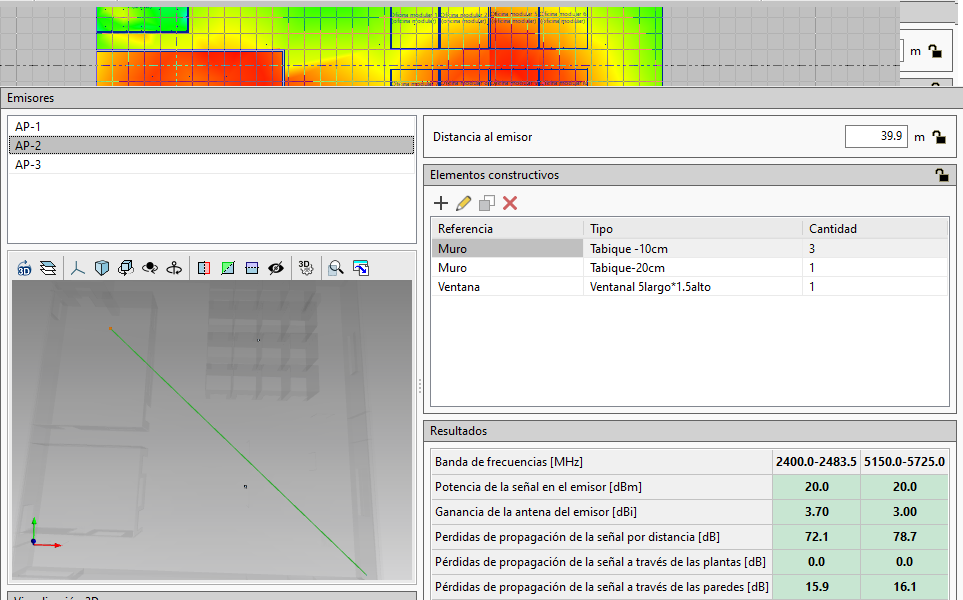 m
Emisores
AP-1
AP-2
AP-3
Distancia al emisor 39.9 m
Elementos constructivos
Referencia Tipo Cantidad
Muro Tabique -10cm 3
Muro Tabique-20cm 1
Ventana Ventanal 5largo*1.5alto 1
3D 3D
Resultados
Banda de frecuencias [MHz] 2400.0-2483.5 5150.0-5725.0
Potencia de la señal en el emisor [dBm] 20.0 20.0
Ganancia de la antena del emisor [dBi] 3.70 3.00
Perdidas de propagación de la señal por distancia [dB] 72.1 78.7
Pérdidas de propagación de la señal a través de las plantas [dB] 0.0 0.0
Pérdidas de propagación de la señal a través de las paredes [dB] 15.9 16.1